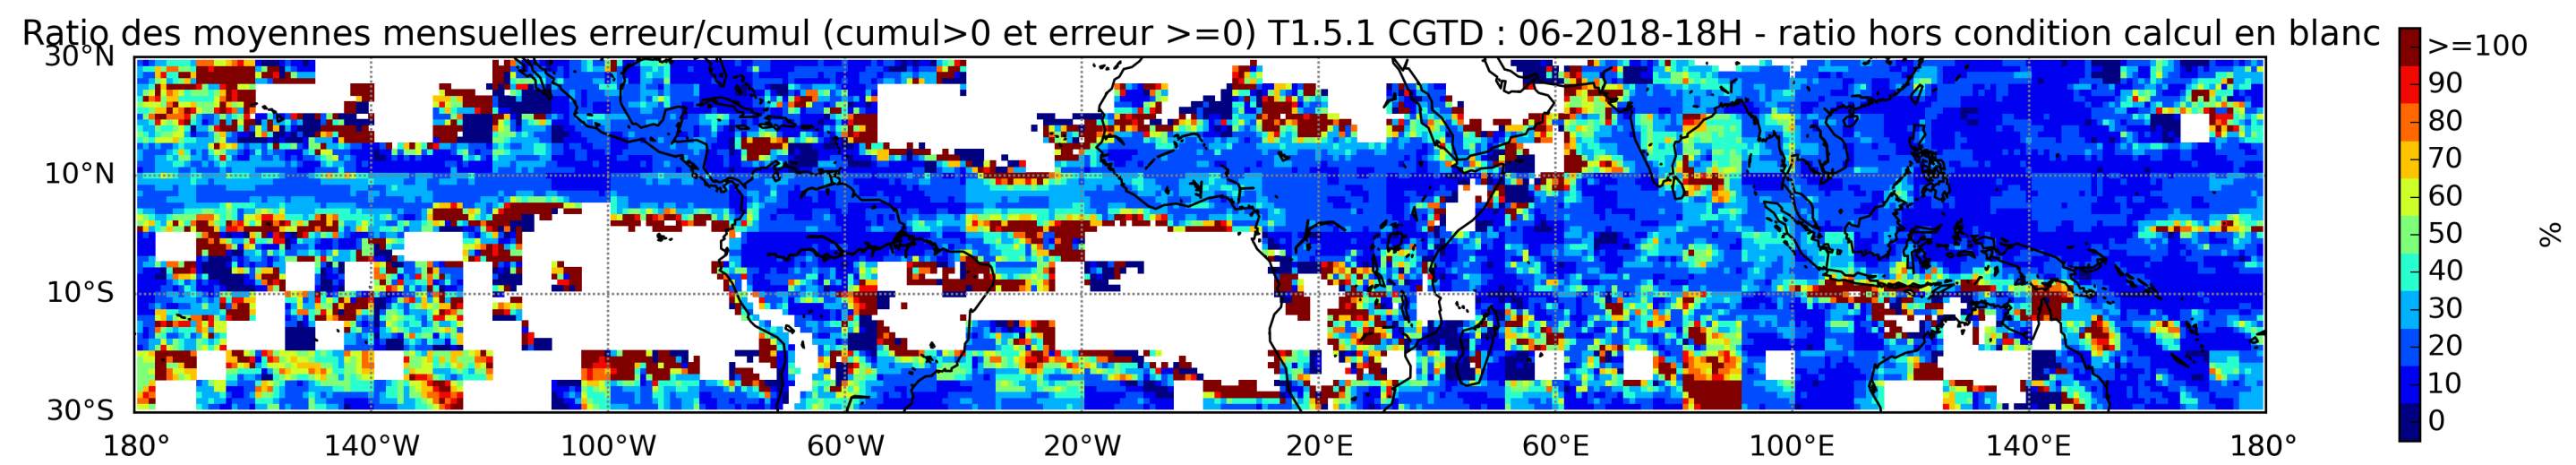 Ratio des moyennes mensuelles erreur/cumul (cumul>0 et erreur >=0) T1.5.1 CGTD : 06-2018-18H - ratio hors condition calcul en blanc
30°N
10°N
10°S
30°S
180° 140°W 100°W 60°W 20°W 20°E 60°E 100°E 140°E 180°
>=100
90
80
70
60
50
40
30
20
10
0
%